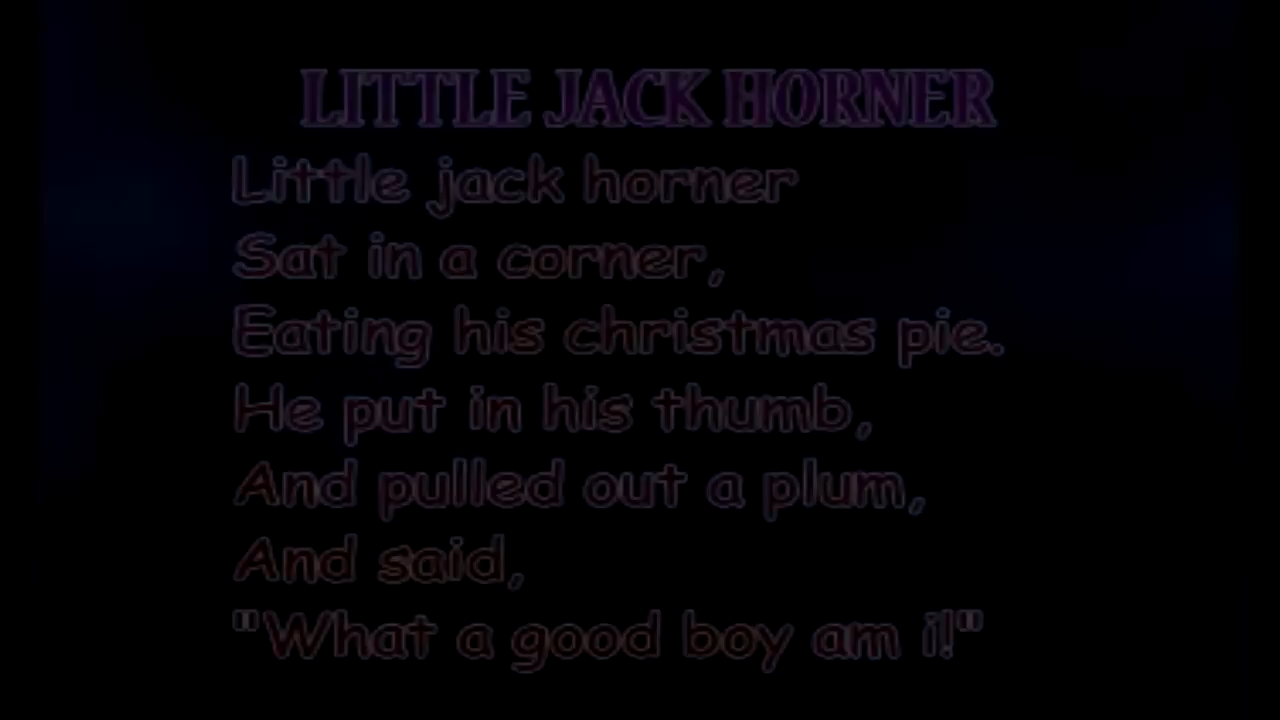 LITTLE JACK HORNER
Little jack horner
Sat in a corner,
Eating his christmas pie.
He put in his thumb,
And pulled out a plum,
And said,
"What a good boy am i!"